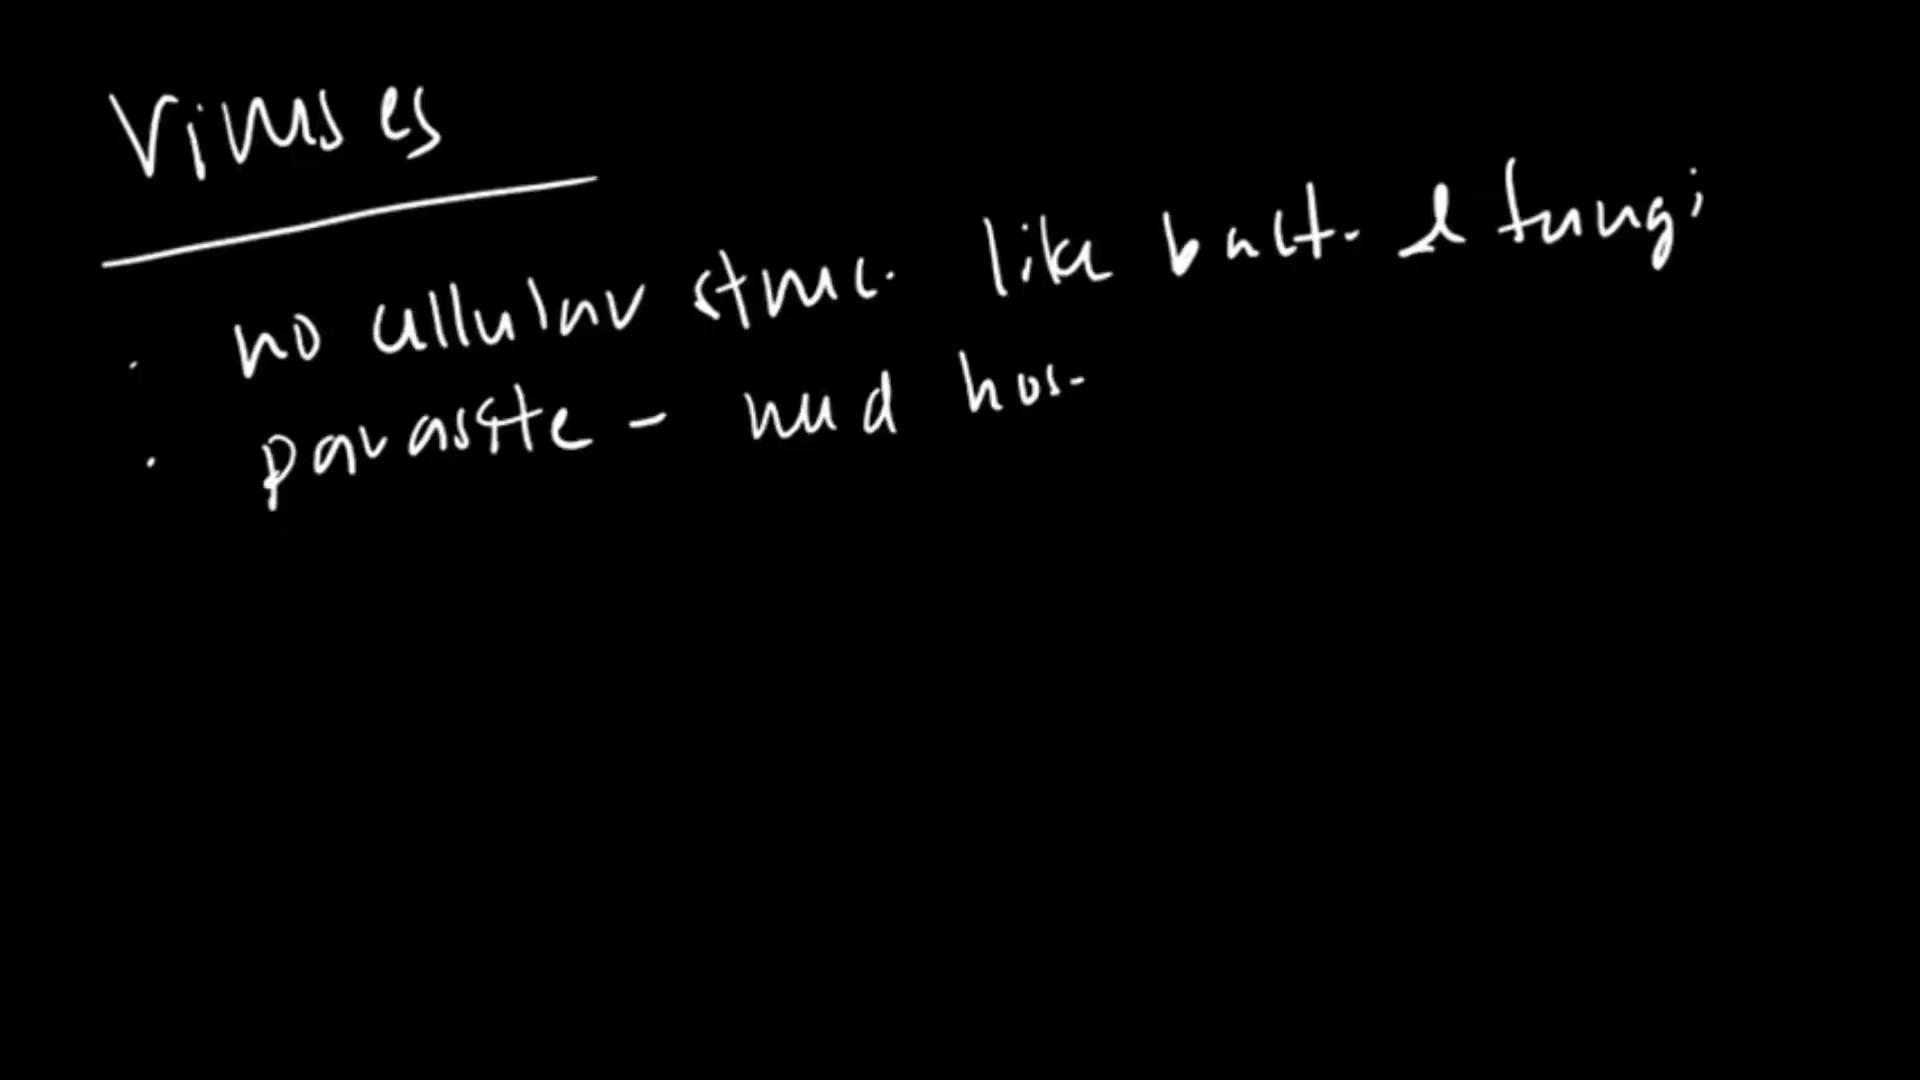 Viruses
· no cellular struc. like bact. & fungi
· parasite - need hos-